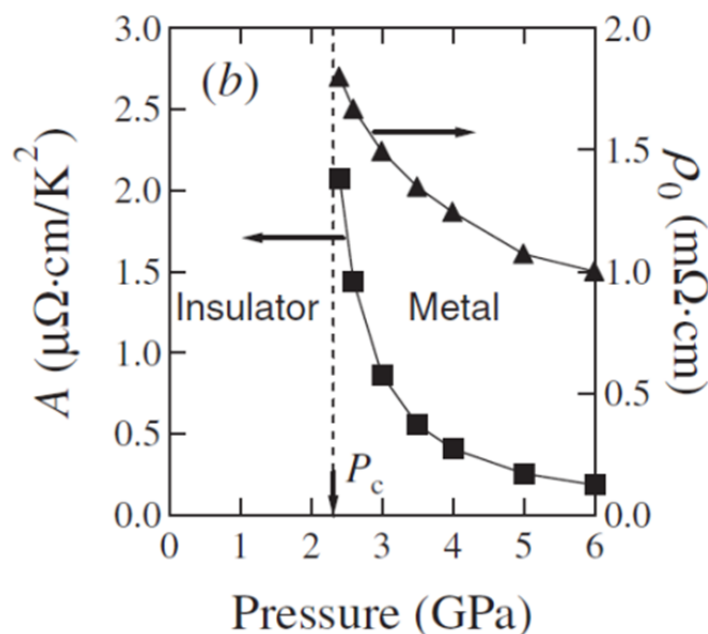 (b)
3.0
2.5
2.0
1.5
1.0
0.5
0.0
A (μΩ·cm/K²)
2.0
1.5
1.0
0.5
0.0
ρ₀ (mΩ·cm)
Insulator
Metal
Pc
0 1 2 3 4 5 6
Pressure (GPa)